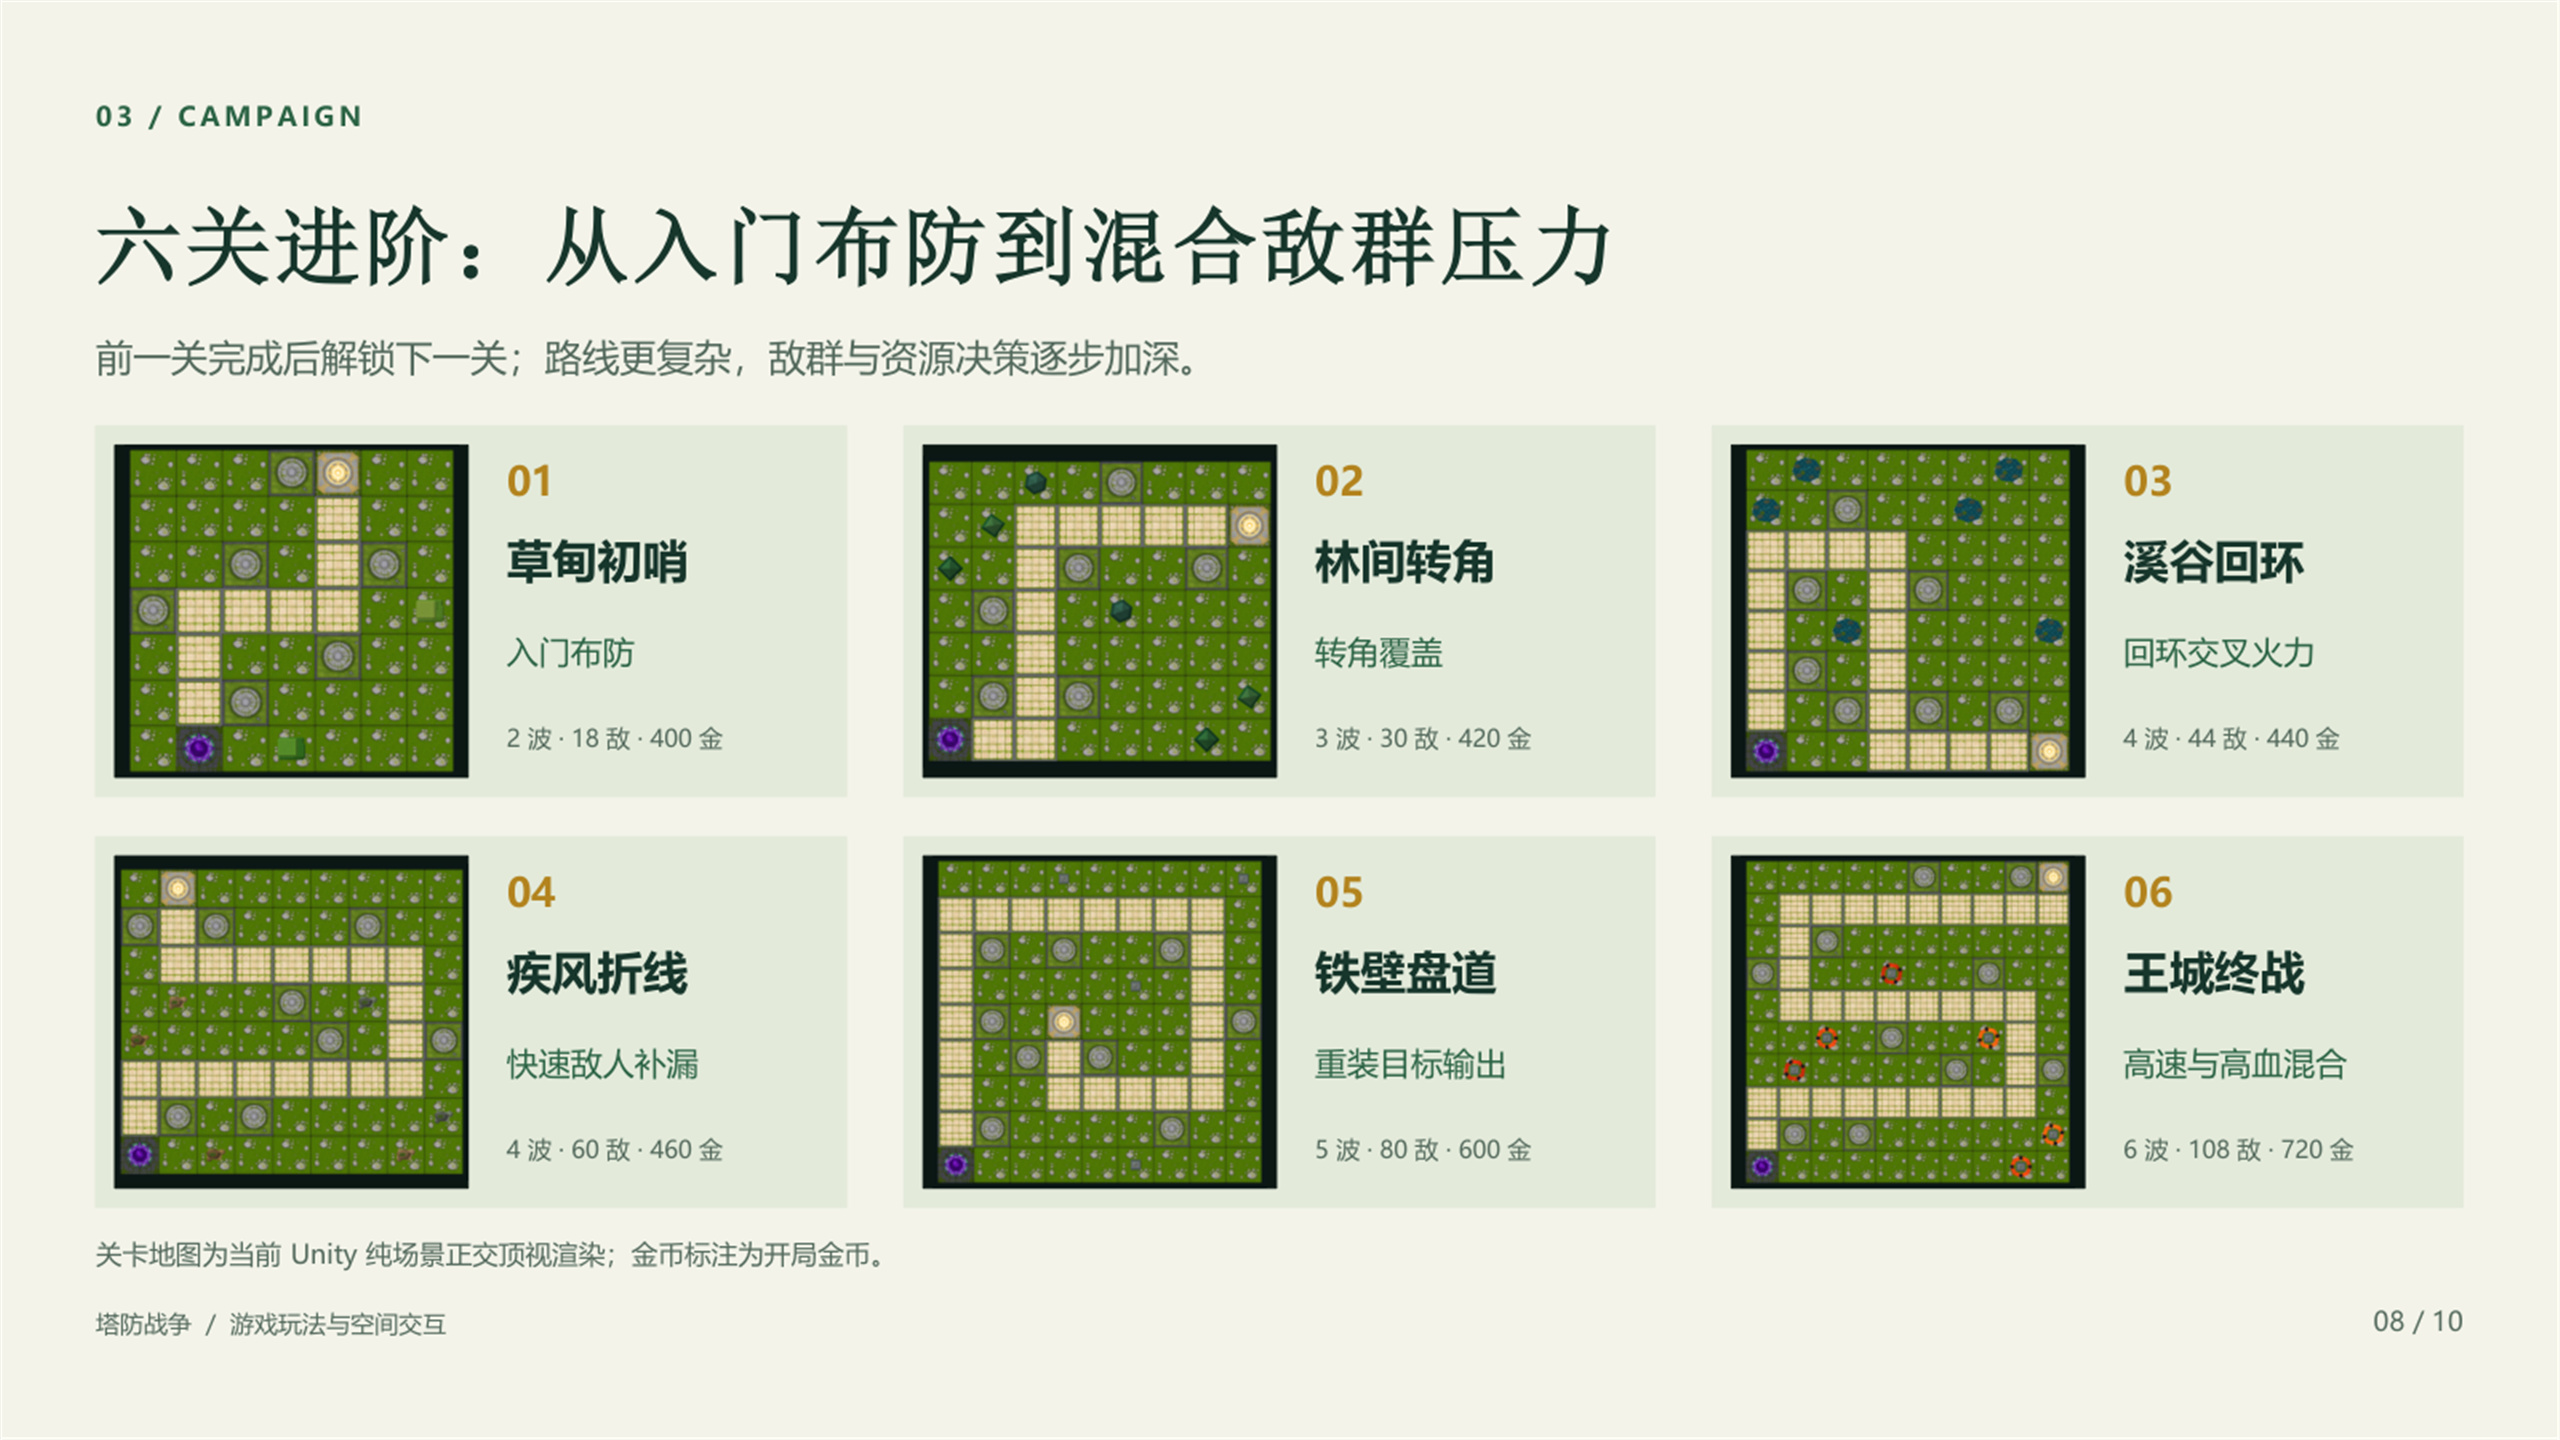 03 / CAMPAIGN
六关进阶：从入门布防到混合敌群压力
前一关完成后解锁下一关；路线更复杂，敌群与资源决策逐步加深。
01
草甸初哨
入门布防
2 波 · 18 敌 · 400 金
02
林间转角
转角覆盖
3 波 · 30 敌 · 420 金
03
溪谷回环
回环交叉火力
4 波 · 44 敌 · 440 金
04
疾风折线
快速敌人补漏
4 波 · 60 敌 · 460 金
05
铁壁盘道
重装目标输出
5 波 · 80 敌 · 600 金
06
王城终战
高速与高血混合
6 波 · 108 敌 · 720 金
关卡地图为当前 Unity 纯场景正交顶视渲染；金币标注为开局金币。
塔防战争 / 游戏玩法与空间交互
08 / 10